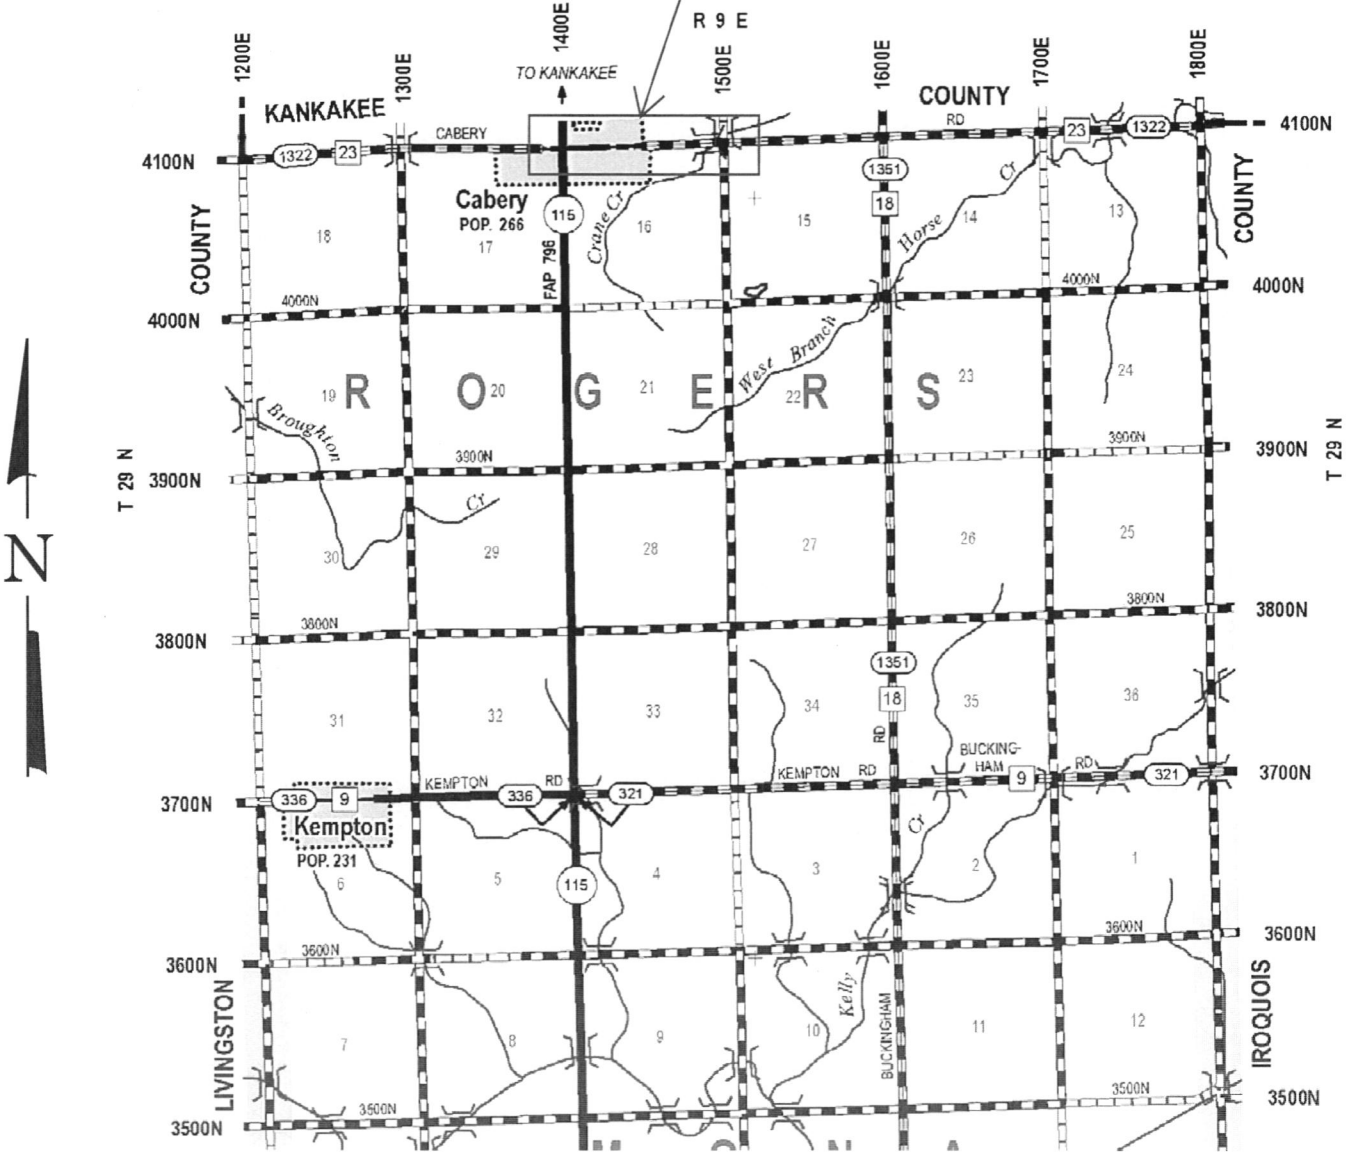 R 9 E
1200E
1300E
1400E
1500E
1600E
1700E
1800E
TO KANKAKEE
KANKAKEE
COUNTY
CABERY
RD
1322
23
23
1322
4100N
4100N
1351
18
Cabery
POP. 266
115
FAP 796
Crane Cr
Horse
Cr
COUNTY
COUNTY
18
17
16
15
14
13
4000N
4000N
4000N
4000N
West Branch
19
20
21
22
23
24
R O G E R S
Broughton
Cr
T 29 N
T 29 N
3900N
3900N
3900N
3900N
30
29
28
27
26
25
N
3800N
3800N
3800N
3800N
1351
18
RD
31
32
33
34
35
36
BUCKING-
HAM
RD
KEMPTON
RD
KEMPTON RD
3700N
336
9
336
321
9
321
3700N
Kempton
POP. 231
Cr
6
5
4
3
2
1
115
3600N
3600N
3600N
3600N
LIVINGSTON
IROQUOIS
Kelly
BUCKINGHAM
7
8
9
10
11
12
3500N
3500N
3500N
3500N
M O N A